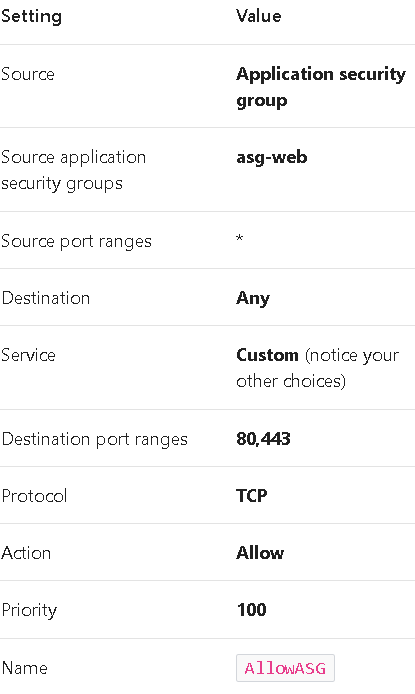 Setting Value
Source Application security
group
Source application asg-web
security groups
Source port ranges *
Destination Any
Service Custom (notice your
other choices)
Destination port ranges 80,443
Protocol TCP
Action Allow
Priority 100
Name AllowASG